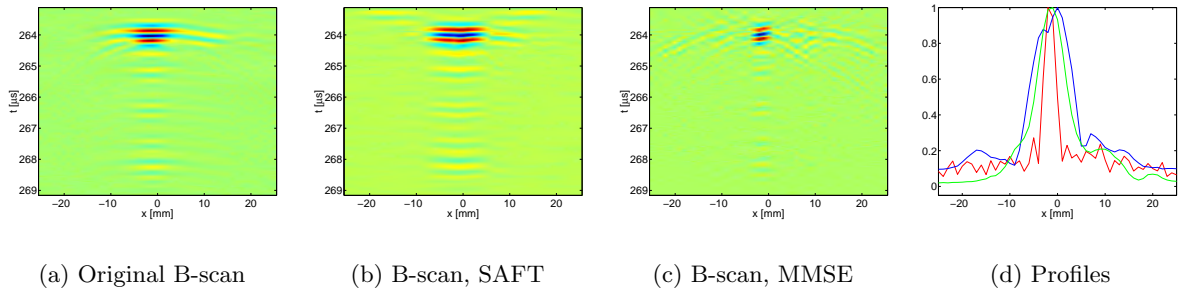 264
265
266
267
268
269
t [µs]
−20 −10 0 10 20
x [mm]
264
265
266
267
268
269
t [µs]
−20 −10 0 10 20
x [mm]
264
265
266
267
268
269
t [µs]
−20 −10 0 10 20
x [mm]
1
0.8
0.6
0.4
0.2
0
−20 −10 0 10 20
x [mm]
(a) Original B-scan
(b) B-scan, SAFT
(c) B-scan, MMSE
(d) Profiles